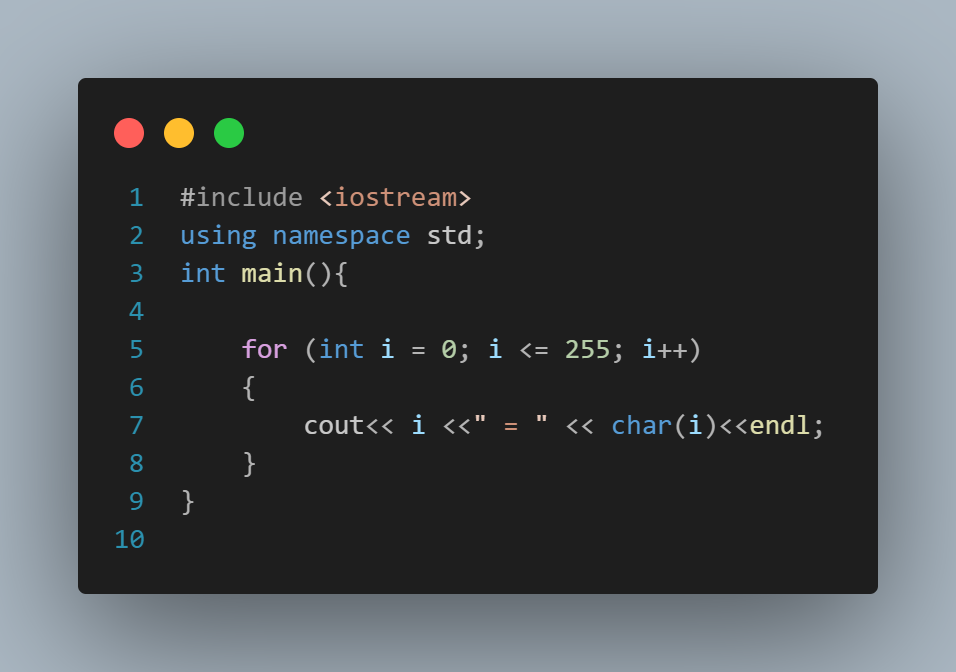 1 #include <iostream>
2 using namespace std;
3 int main(){
4
5     for (int i = 0; i <= 255; i++)
6     {
7         cout<< i <<" = " << char(i)<<endl;
8     }
9 }
10